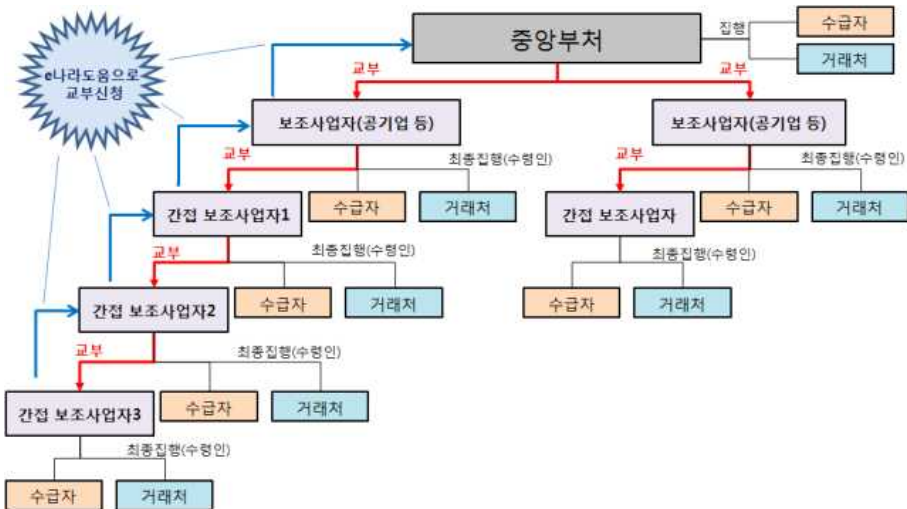 중앙부처
집행
수급자
거래처
e나라도움으로
교부신청
교부
교부
보조사업자(공기업 등)
보조사업자(공기업 등)
교부
최종집행(수령인)
교부
최종집행(수령인)
간접 보조사업자1
수급자
거래처
간접 보조사업자
수급자
거래처
교부
최종집행(수령인)
최종집행(수령인)
간접 보조사업자2
수급자
거래처
수급자
거래처
교부
최종집행(수령인)
간접 보조사업자3
수급자
거래처
최종집행(수령인)
수급자
거래처